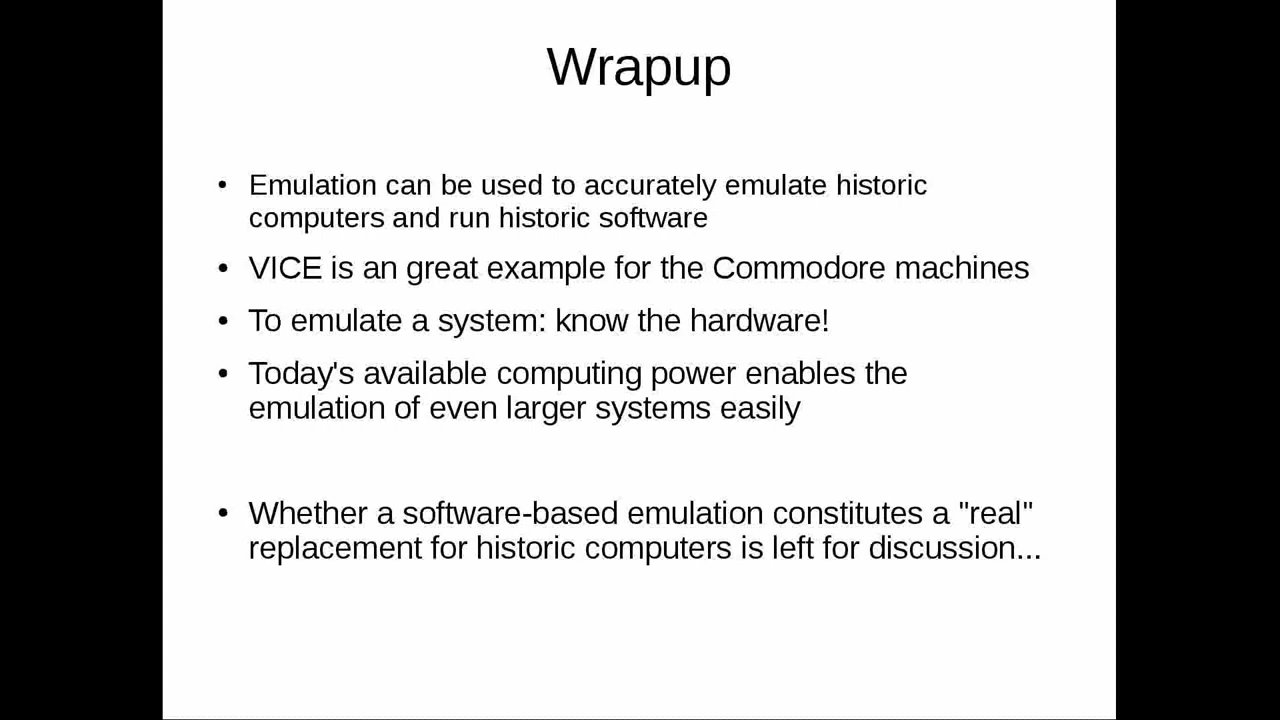 Wrapup
• Emulation can be used to accurately emulate historic
computers and run historic software
• VICE is an great example for the Commodore machines
• To emulate a system: know the hardware!
• Today's available computing power enables the
emulation of even larger systems easily
• Whether a software-based emulation constitutes a "real"
replacement for historic computers is left for discussion...